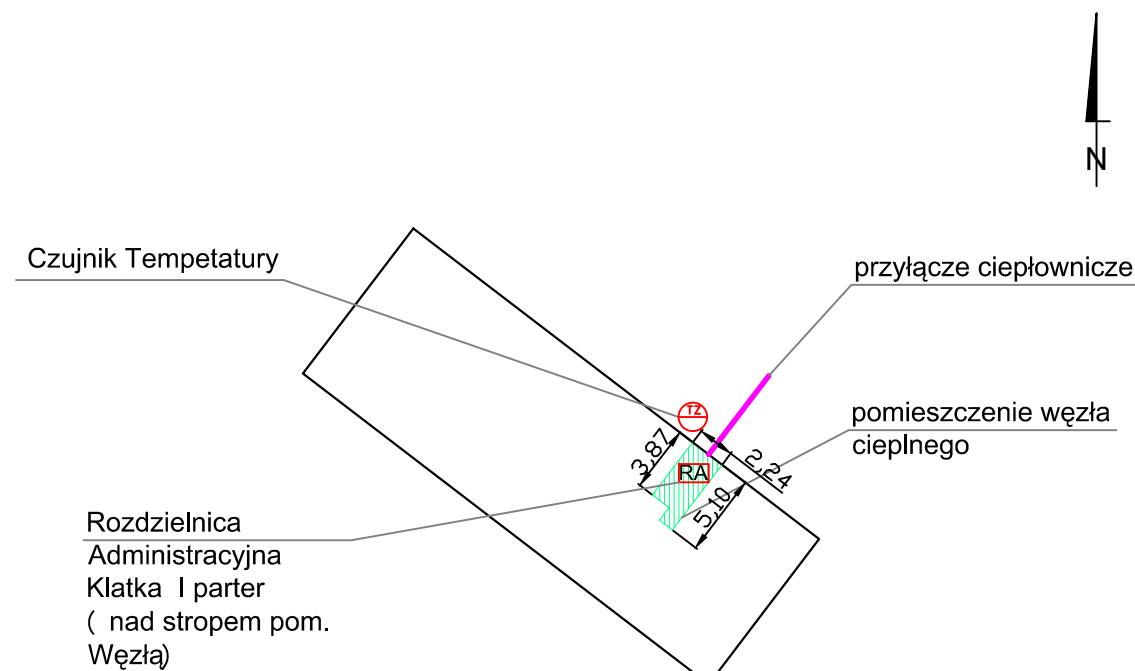 N
Czujnik Tempetatury
przyłącze ciepłownicze
TZ
pomieszczenie węzła
cieplnego
3,87
2,24
RA
5,10
Rozdzielnica
Administracyjna
Klatka I parter
( nad stropem pom.
Węzłą)